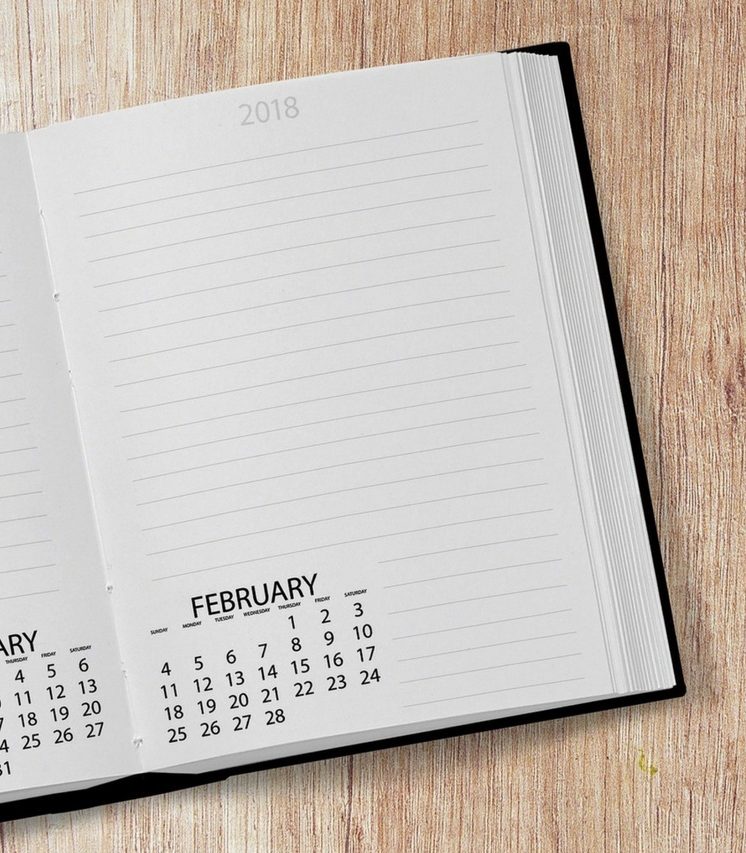 ARY
THURSDAY FRIDAY SATURDAY
4 5 6
11 12 13
18 19 20
25 26 27
2018
FEBRUARY
SUNDAY MONDAY TUESDAY WEDNESDAY THURSDAY FRIDAY SATURDAY
1 2 3
4 5 6 7 8 9 10
11 12 13 14 15 16 17
18 19 20 21 22 23 24
25 26 27 28